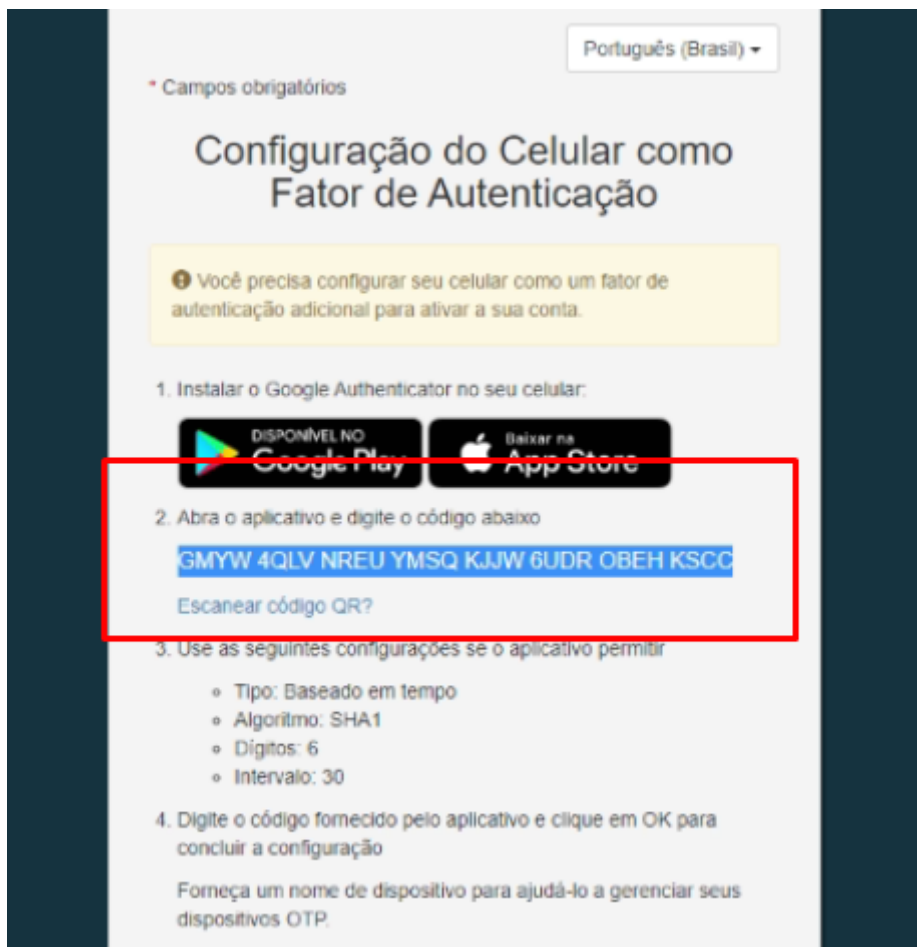 Português (Brasil)
* Campos obrigatórios
Configuração do Celular como
Fator de Autenticação
Você precisa configurar seu celular como um fator de
autenticação adicional para ativar a sua conta.
1. Instalar o Google Authenticator no seu celular:
DISPONÍVEL NO
Google Play
Baixar na
App Store
2. Abra o aplicativo e digite o código abaixo
GMYW 4QLV NREU YMSQ KJJW 6UDR OBEH KSCC
Escanear código QR?
3. Use as seguintes configurações se o aplicativo permitir
Tipo: Baseado em tempo
Algoritmo: SHA1
Dígitos: 6
Intervalo: 30
4. Digite o código fornecido pelo aplicativo e clique em OK para
concluir a configuração
Forneça um nome de dispositivo para ajudá-lo a gerenciar seus
dispositivos OTP.